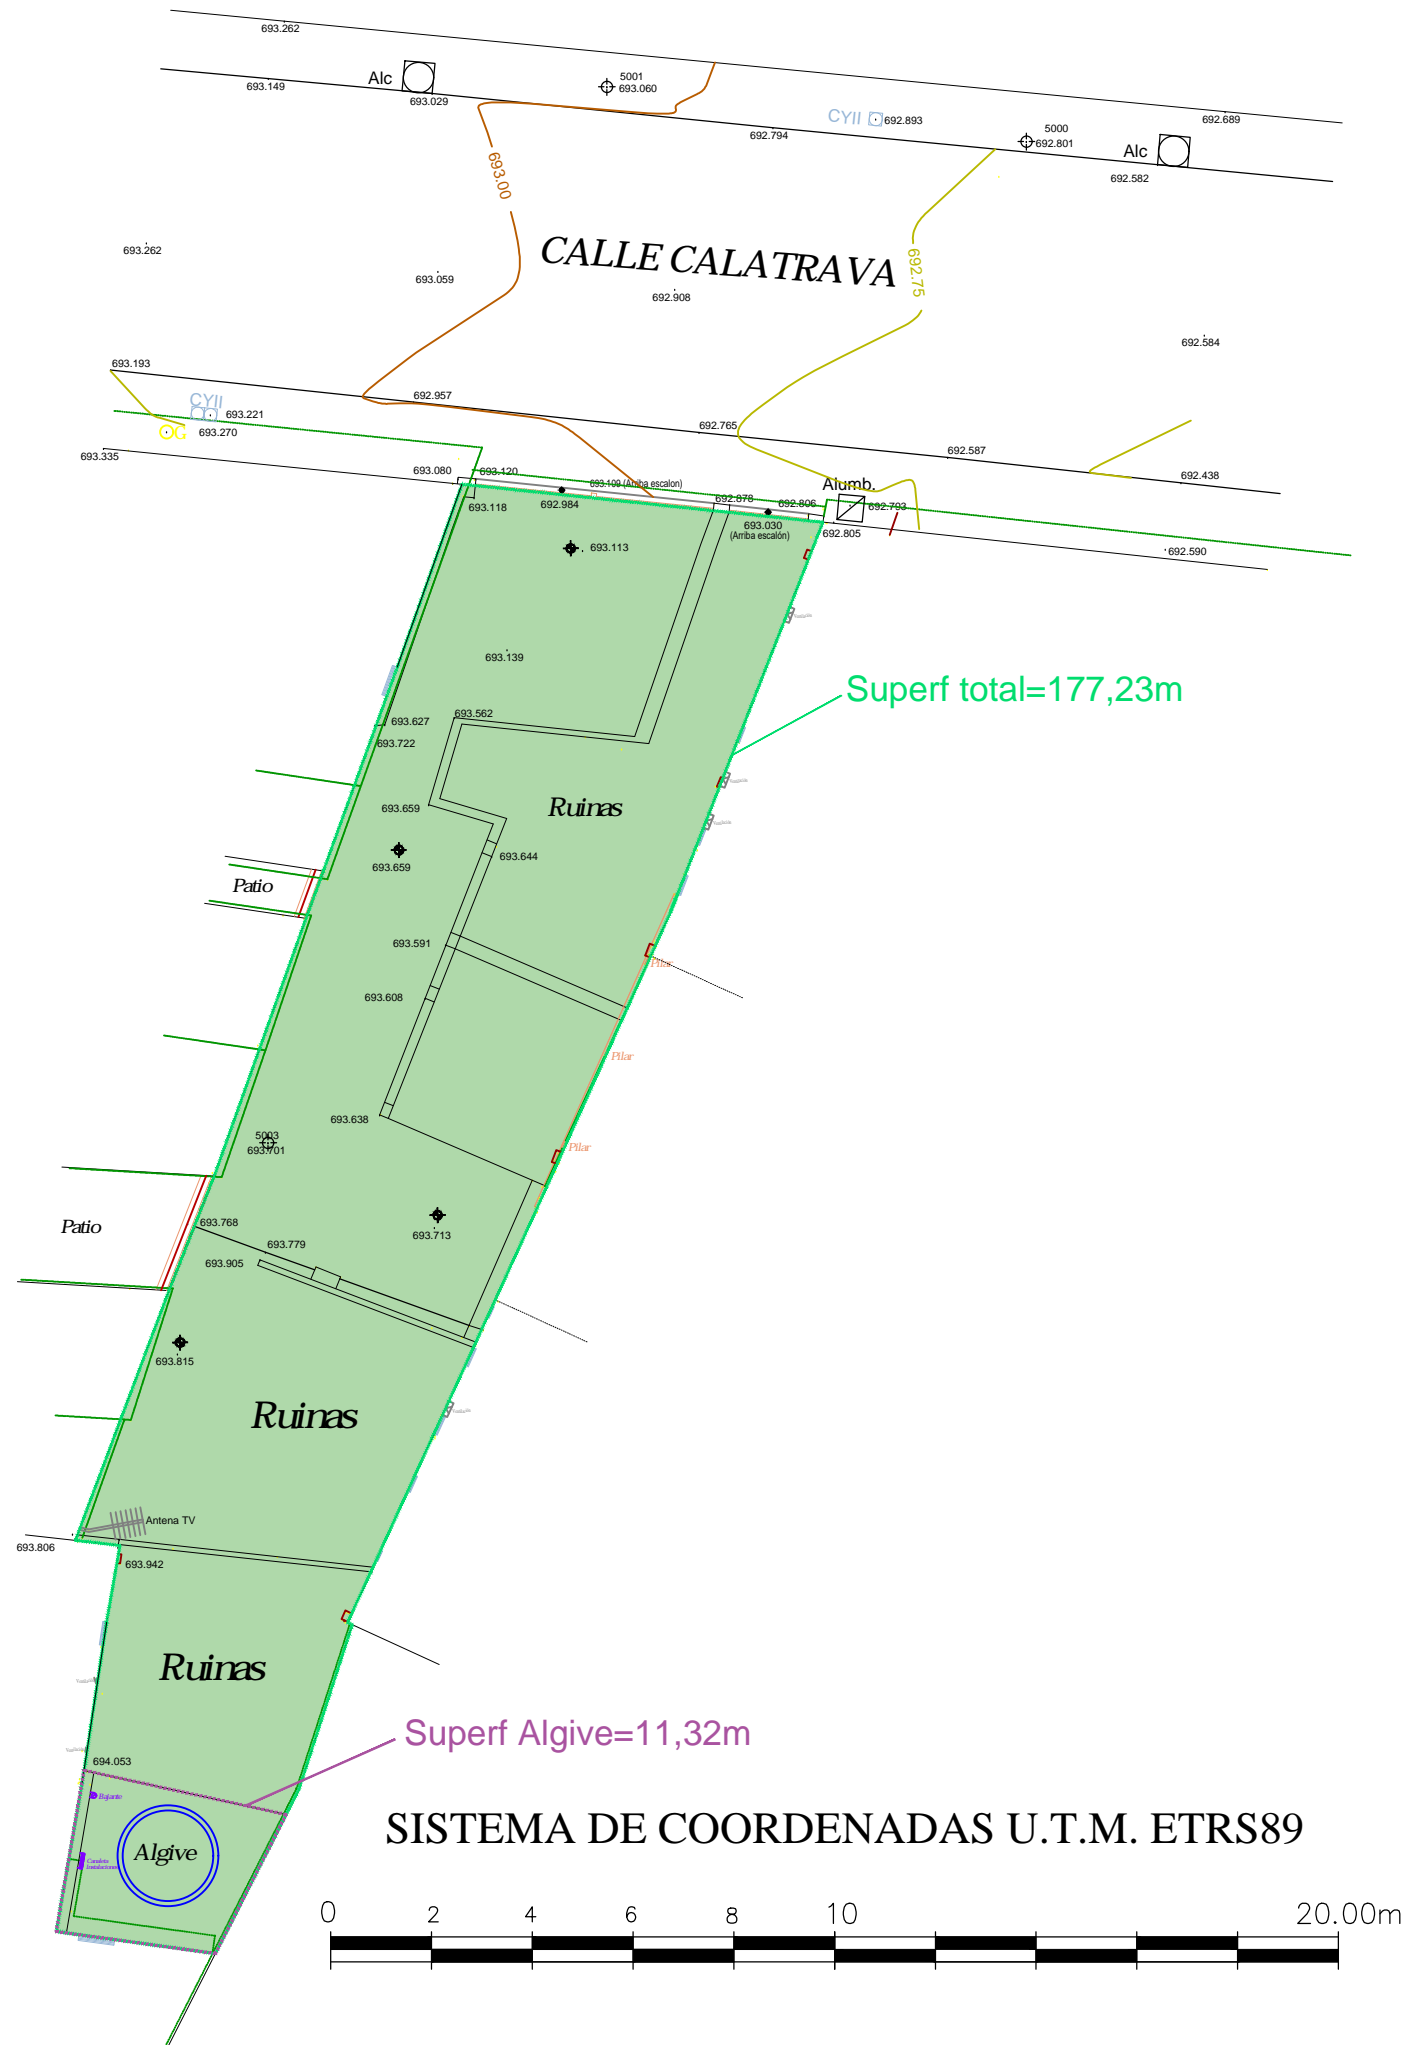 693.262
Alc
693.149
693.029
5001
693.060
CYII
692.893
692.794
5000
692.801
Alc
692.689
692.582
693.00
CALLE CALATRAVA
692.75
693.262
693.059
692.908
692.584
693.193
692.957
CYII
693.221
G
693.270
693.335
692.765
692.587
692.438
693.080
693.120
693.109 (Arriba escalon)
692.984
693.118
692.878
692.806
Alumb.
692.793
693.030
(Arriba escalón)
692.805
692.590
693.113
693.139
Superf total=177,23m
693.627
693.562
693.722
693.659
Ruinas
693.644
693.659
Patio
693.591
Pilar
693.608
Pilar
693.638
5003
693.701
Pilar
Patio
693.768
693.713
693.779
693.905
693.815
Ruinas
Antena TV
693.806
693.942
Ruinas
Superf Algive=11,32m
694.053
Bajante
SISTEMA DE COORDENADAS U.T.M. ETRS89
Algive
Canaleta
Instalaciones
0 2 4 6 8 10 20.00m